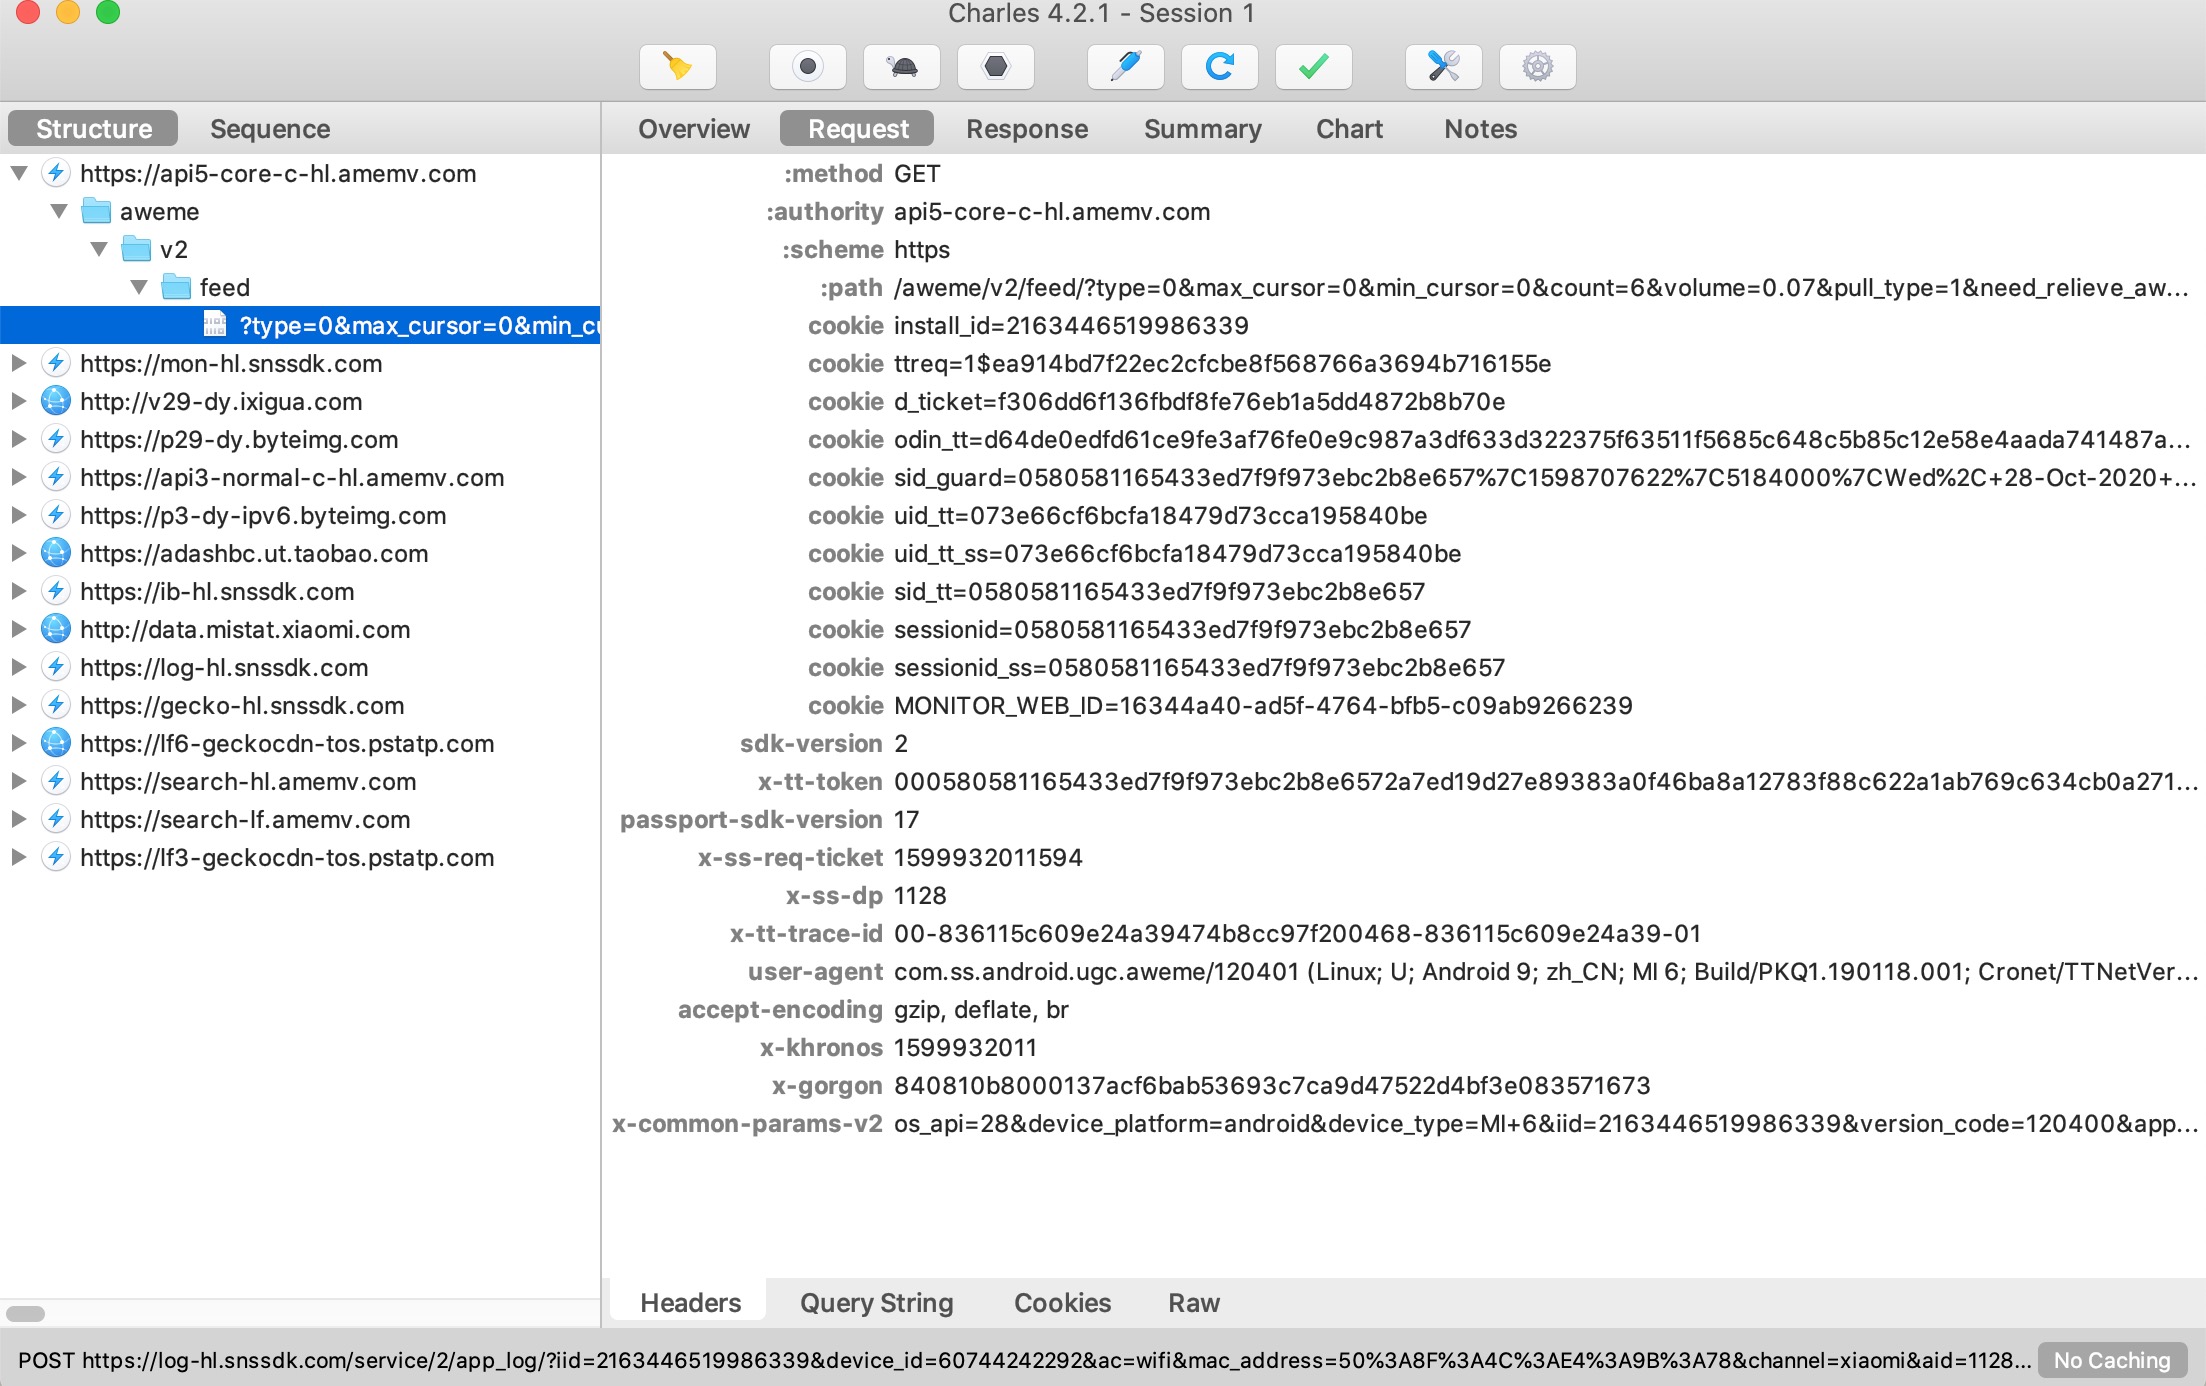 Charles 4.2.1 - Session 1
Structure Sequence
Overview Request Response Summary Chart Notes
https://api5-core-c-hl.amemv.com
aweme
v2
feed
?type=0&max_cursor=0&min_cu
https://mon-hl.snssdk.com
http://v29-dy.ixigua.com
https://p29-dy.byteimg.com
https://api3-normal-c-hl.amemv.com
https://p3-dy-ipv6.byteimg.com
https://adashbc.ut.taobao.com
https://ib-hl.snssdk.com
http://data.mistat.xiaomi.com
https://log-hl.snssdk.com
https://gecko-hl.snssdk.com
https://lf6-geckocdn-tos.pstatp.com
https://search-hl.amemv.com
https://search-lf.amemv.com
https://lf3-geckocdn-tos.pstatp.com
:method GET
:authority api5-core-c-hl.amemv.com
:scheme https
:path /aweme/v2/feed/?type=0&max_cursor=0&min_cursor=0&count=6&volume=0.07&pull_type=1&need_relieve_aw...
cookie install_id=2163446519986339
cookie ttreq=1$ea914bd7f22ec2cfcbe8f568766a3694b716155e
cookie d_ticket=f306dd6f136fbdf8fe76eb1a5dd4872b8b70e
cookie odin_tt=d64de0edfd61ce9fe3af76fe0e9c987a3df633d322375f63511f5685c648c5b85c12e58e4aada741487a...
cookie sid_guard=0580581165433ed7f9f973ebc2b8e657%7C1598707622%7C5184000%7CWed%2C+28-Oct-2020+...
cookie uid_tt=073e66cf6bcfa18479d73cca195840be
cookie uid_tt_ss=073e66cf6bcfa18479d73cca195840be
cookie sid_tt=0580581165433ed7f9f973ebc2b8e657
cookie sessionid=0580581165433ed7f9f973ebc2b8e657
cookie sessionid_ss=0580581165433ed7f9f973ebc2b8e657
cookie MONITOR_WEB_ID=16344a40-ad5f-4764-bfb5-c09ab9266239
sdk-version 2
x-tt-token 000580581165433ed7f9f973ebc2b8e6572a7ed19d27e89383a0f46ba8a12783f88c622a1ab769c634cb0a271...
passport-sdk-version 17
x-ss-req-ticket 1599932011594
x-ss-dp 1128
x-tt-trace-id 00-836115c609e24a39474b8cc97f200468-836115c609e24a39-01
user-agent com.ss.android.ugc.aweme/120401 (Linux; U; Android 9; zh_CN; MI 6; Build/PKQ1.190118.001; Cronet/TTNetVer...
accept-encoding gzip, deflate, br
x-khronos 1599932011
x-gorgon 840810b8000137acf6bab53693c7ca9d47522d4bf3e083571673
x-common-params-v2 os_api=28&device_platform=android&device_type=MI+6&iid=2163446519986339&version_code=120400&app...
Headers Query String Cookies Raw
POST https://log-hl.snssdk.com/service/2/app_log/?iid=2163446519986339&device_id=60744242292&ac=wifi&mac_address=50%3A8F%3A4C%3AE4%3A9B%3A78&channel=xiaomi&aid=1128... No Caching